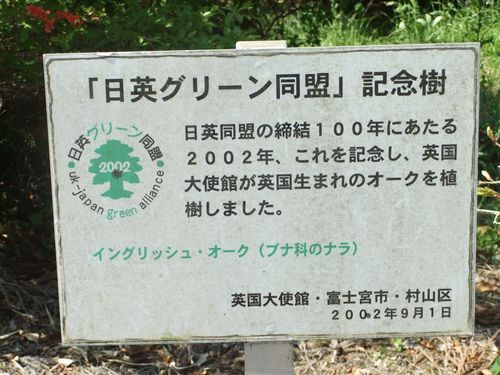 「日英グリーン同盟」記念樹
・日英グリーン同盟・
2002
uk-japan green alliance
日英同盟の締結１００年にあたる
２００２年、これを記念し、英国
大使館が英国生まれのオークを植
樹しました。
イングリッシュ・オーク（ブナ科のナラ）
英国大使館・富士宮市・村山区
２００２年９月１日